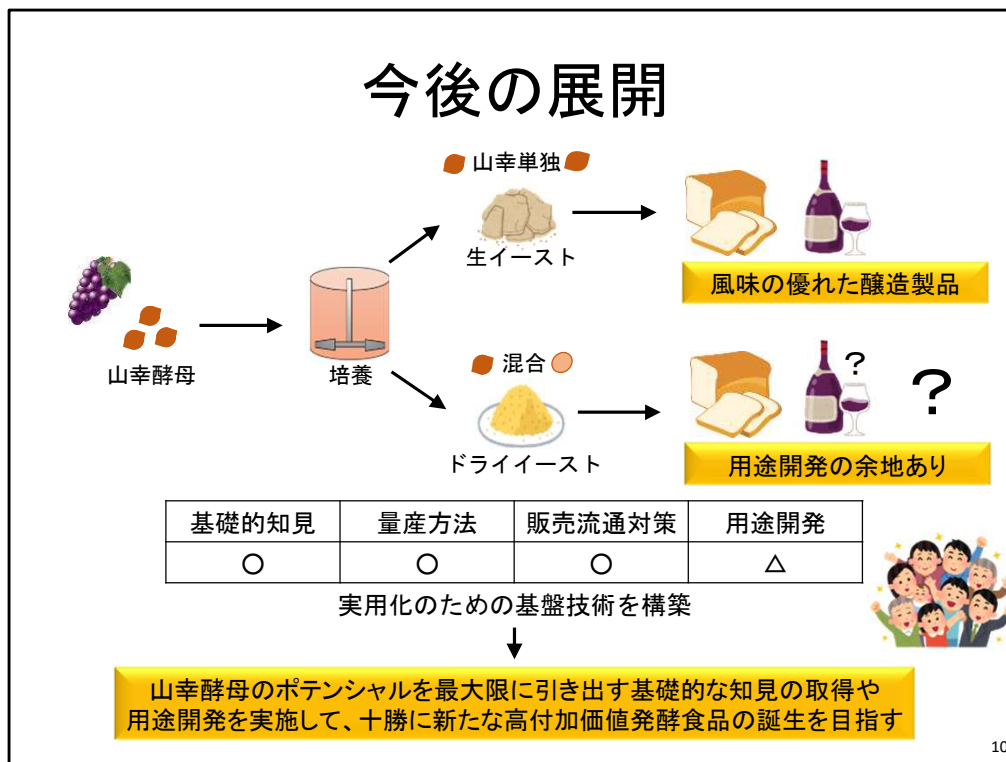 今後の展開
山幸単独
生イースト
風味の優れた醸造製品
山幸酵母
培養
混合
ドライイースト
?
?
用途開発の余地あり
基礎的知見 量産方法 販売流通対策 用途開発
○ ○ ○ △
実用化のための基盤技術を構築
山幸酵母のポテンシャルを最大限に引き出す基礎的な知見の取得や
用途開発を実施して、十勝に新たな高付加価値発酵食品の誕生を目指す
10